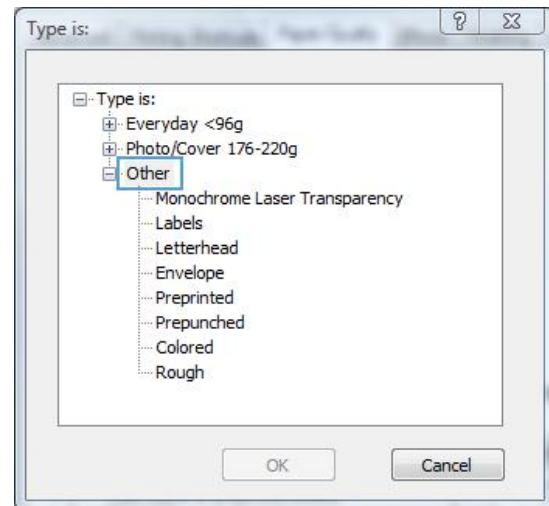 Type is:
Type is:
Everyday <96g
Photo/Cover 176-220g
Other
Monochrome Laser Transparency
Labels
Letterhead
Envelope
Preprinted
Prepunched
Colored
Rough
OK
Cancel